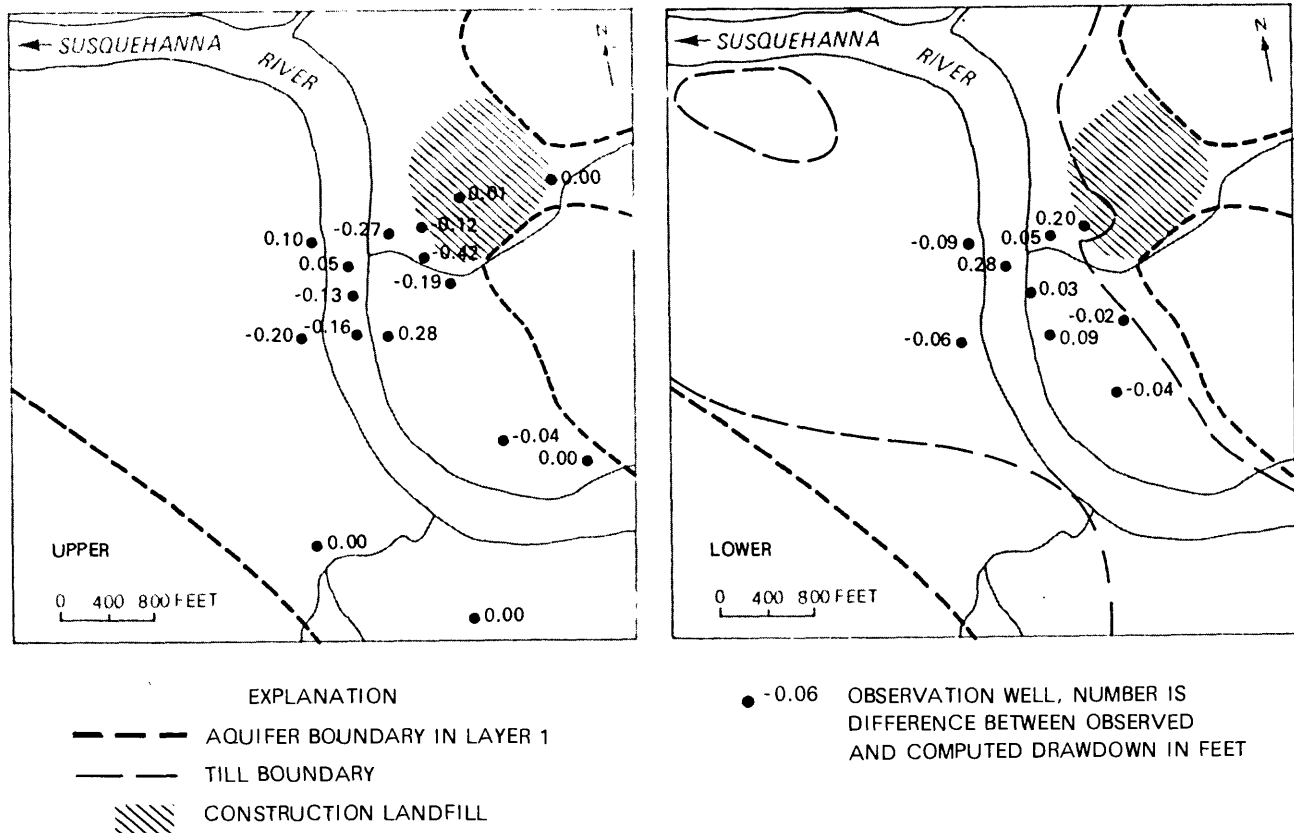 ← SUSQUEHANNA
RIVER
N
0.00
0.01
-0.12
-0.27
0.10
-0.42
0.05
-0.19
-0.13
-0.16
0.28
-0.20
-0.04
0.00
0.00
0.00
UPPER
0 400 800 FEET
← SUSQUEHANNA
RIVER
N
0.20
0.05
-0.09
0.28
0.03
-0.02
0.09
-0.06
-0.04
LOWER
0 400 800 FEET
EXPLANATION
AQUIFER BOUNDARY IN LAYER 1
TILL BOUNDARY
CONSTRUCTION LANDFILL
-0.06 OBSERVATION WELL, NUMBER IS
DIFFERENCE BETWEEN OBSERVED
AND COMPUTED DRAWDOWN IN FEET